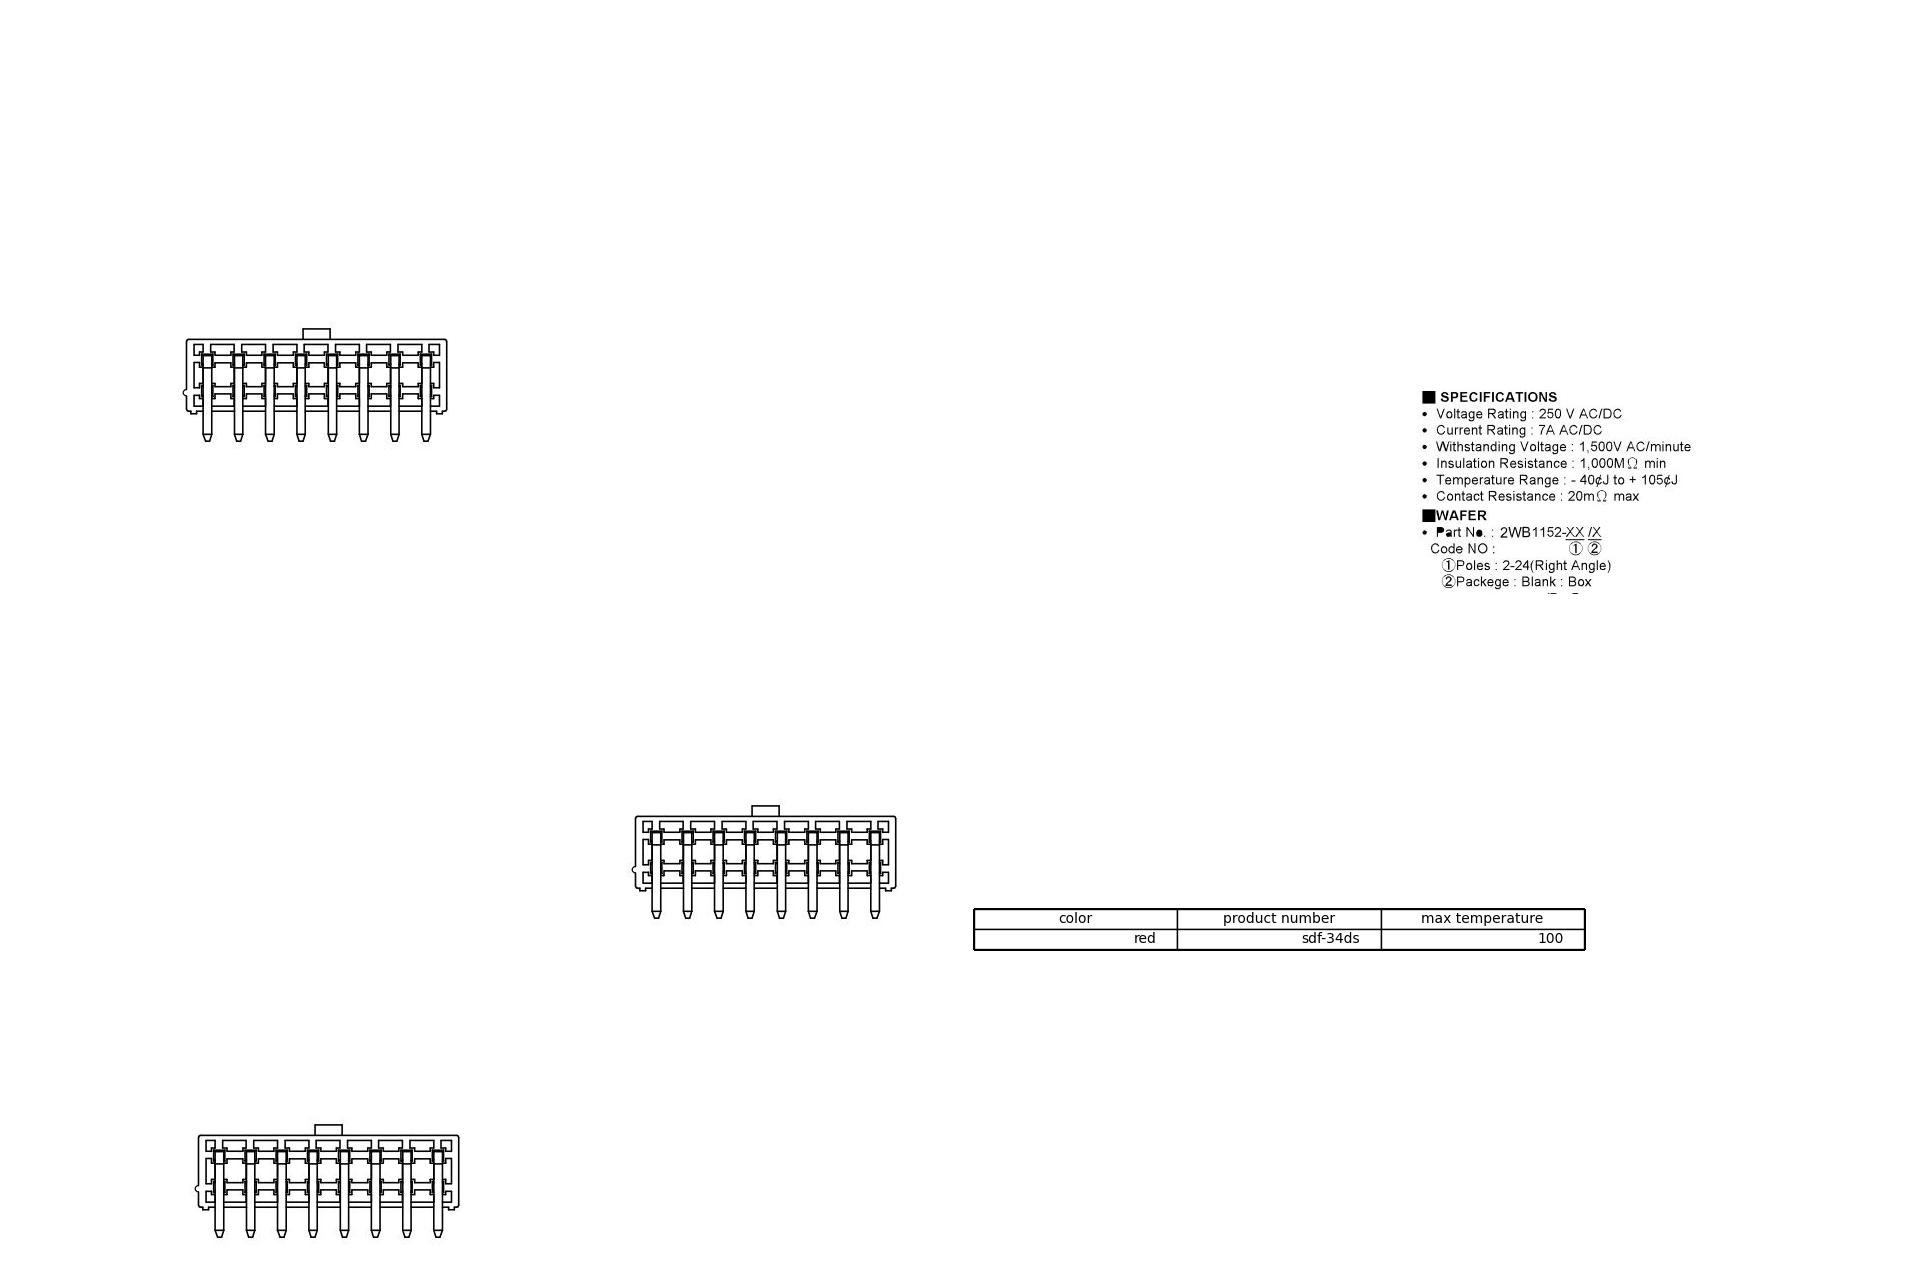 ■ SPECIFICATIONS
• Voltage Rating : 250 V AC/DC
• Current Rating : 7A AC/DC
• Withstanding Voltage : 1,500V AC/minute
• Insulation Resistance : 1,000MΩ min
• Temperature Range : - 40¢J to + 105¢J
• Contact Resistance : 20mΩ max
■WAFER
• Part No. : 2WB1152-XX /X
Code NO : ① ②
①Poles : 2-24(Right Angle)
②Packege : Blank : Box
color product number max temperature
red sdf-34ds 100